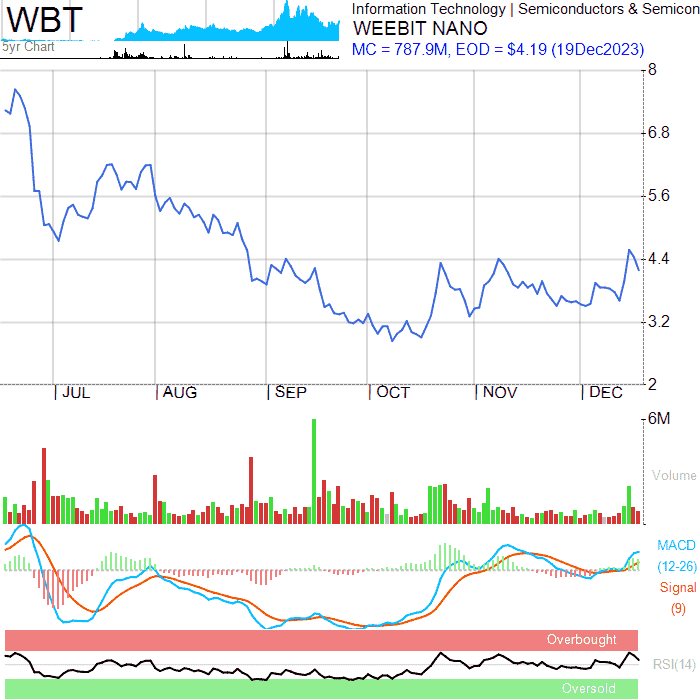 WBT
5yr Chart
Information Technology | Semiconductors & Semicon
WEEBIT NANO
MC = 787.9M, EOD = $4.19 (19Dec2023)
8
6.8
5.6
4.4
3.2
2
JUL AUG SEP OCT NOV DEC
6M
Volume
MACD
(12-26)
Signal
(9)
Overbought
RSI(14)
Oversold